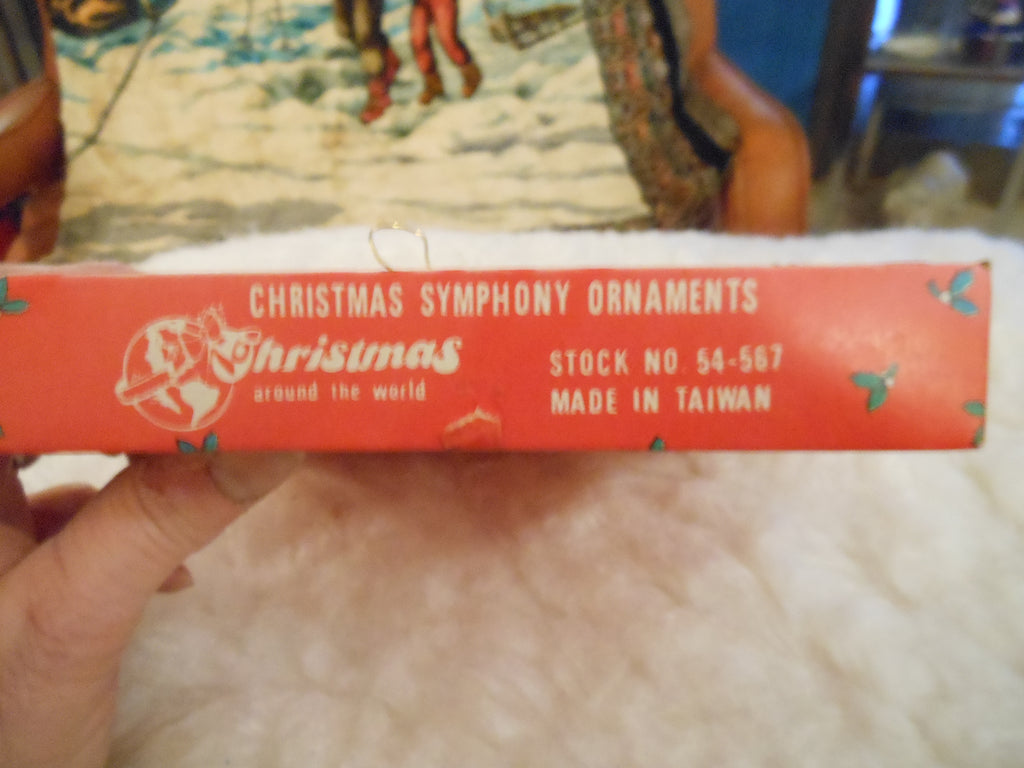 CHRISTMAS SYMPHONY ORNAMENTS
Christmas
around the world
STOCK NO. 54-567
MADE IN TAIWAN